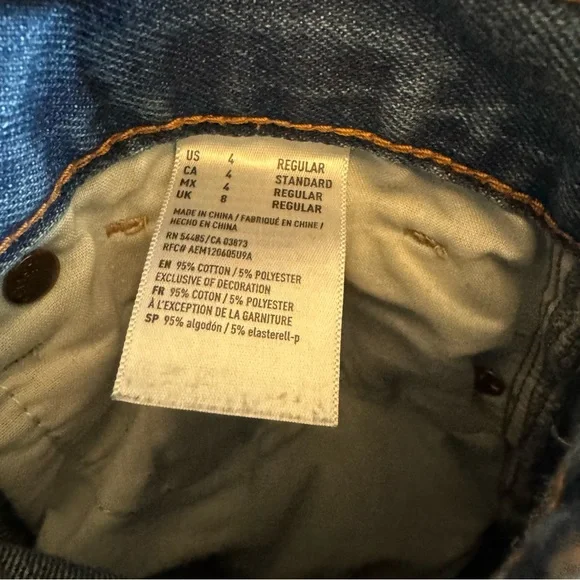 US 4 REGULAR
CA 4 STANDARD
MX 4 REGULAR
UK 8 REGULAR
MADE IN CHINA / FABRIQUÉ EN CHINE /
HECHO EN CHINA
RN 54485/CA 03873
RFC# AEM12060509A
EN 95% COTTON / 5% POLYESTER
EXCLUSIVE OF DECORATION
FR 95% COTON / 5% POLYESTER
À L'EXCEPTION DE LA GARNITURE
SP 95% algodón / 5% elasterell-p